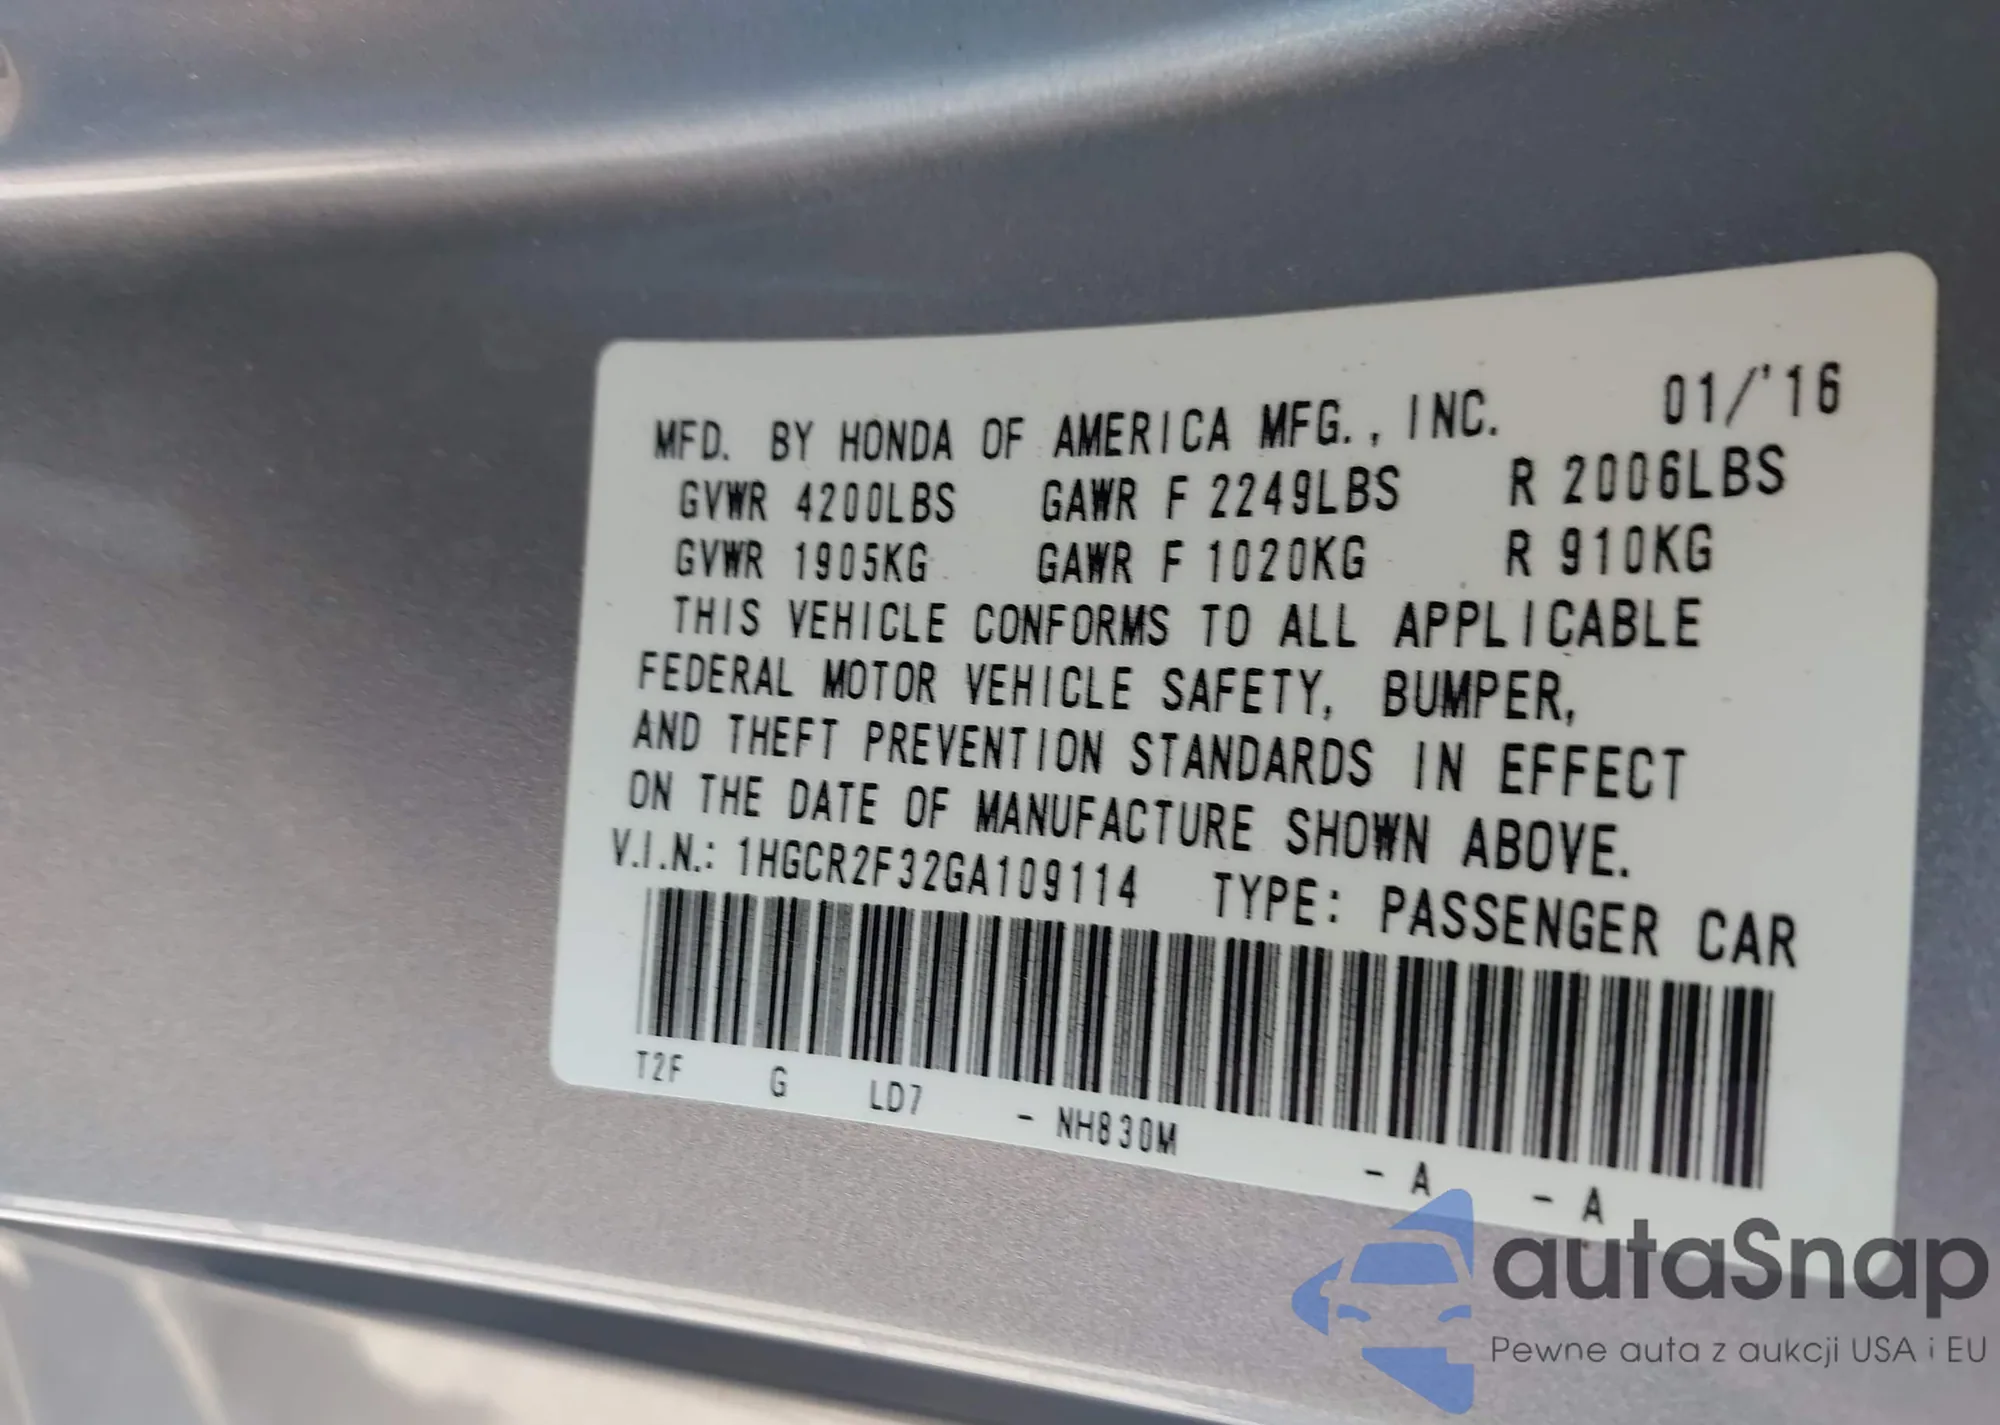 MFD. BY HONDA OF AMERICA MFG., INC. 01/'16
GVWR 4200LBS GAWR F 2249LBS R 2006LBS
GVWR 1905KG GAWR F 1020KG R 910KG
THIS VEHICLE CONFORMS TO ALL APPLICABLE
FEDERAL MOTOR VEHICLE SAFETY, BUMPER,
AND THEFT PREVENTION STANDARDS IN EFFECT
ON THE DATE OF MANUFACTURE SHOWN ABOVE.
V.I.N.: 1HGCR2F32GA109114 TYPE: PASSENGER CAR
T2F G LD7 - NH830M - A - A
autaSnap
Pewne auta z aukcji USA i EU